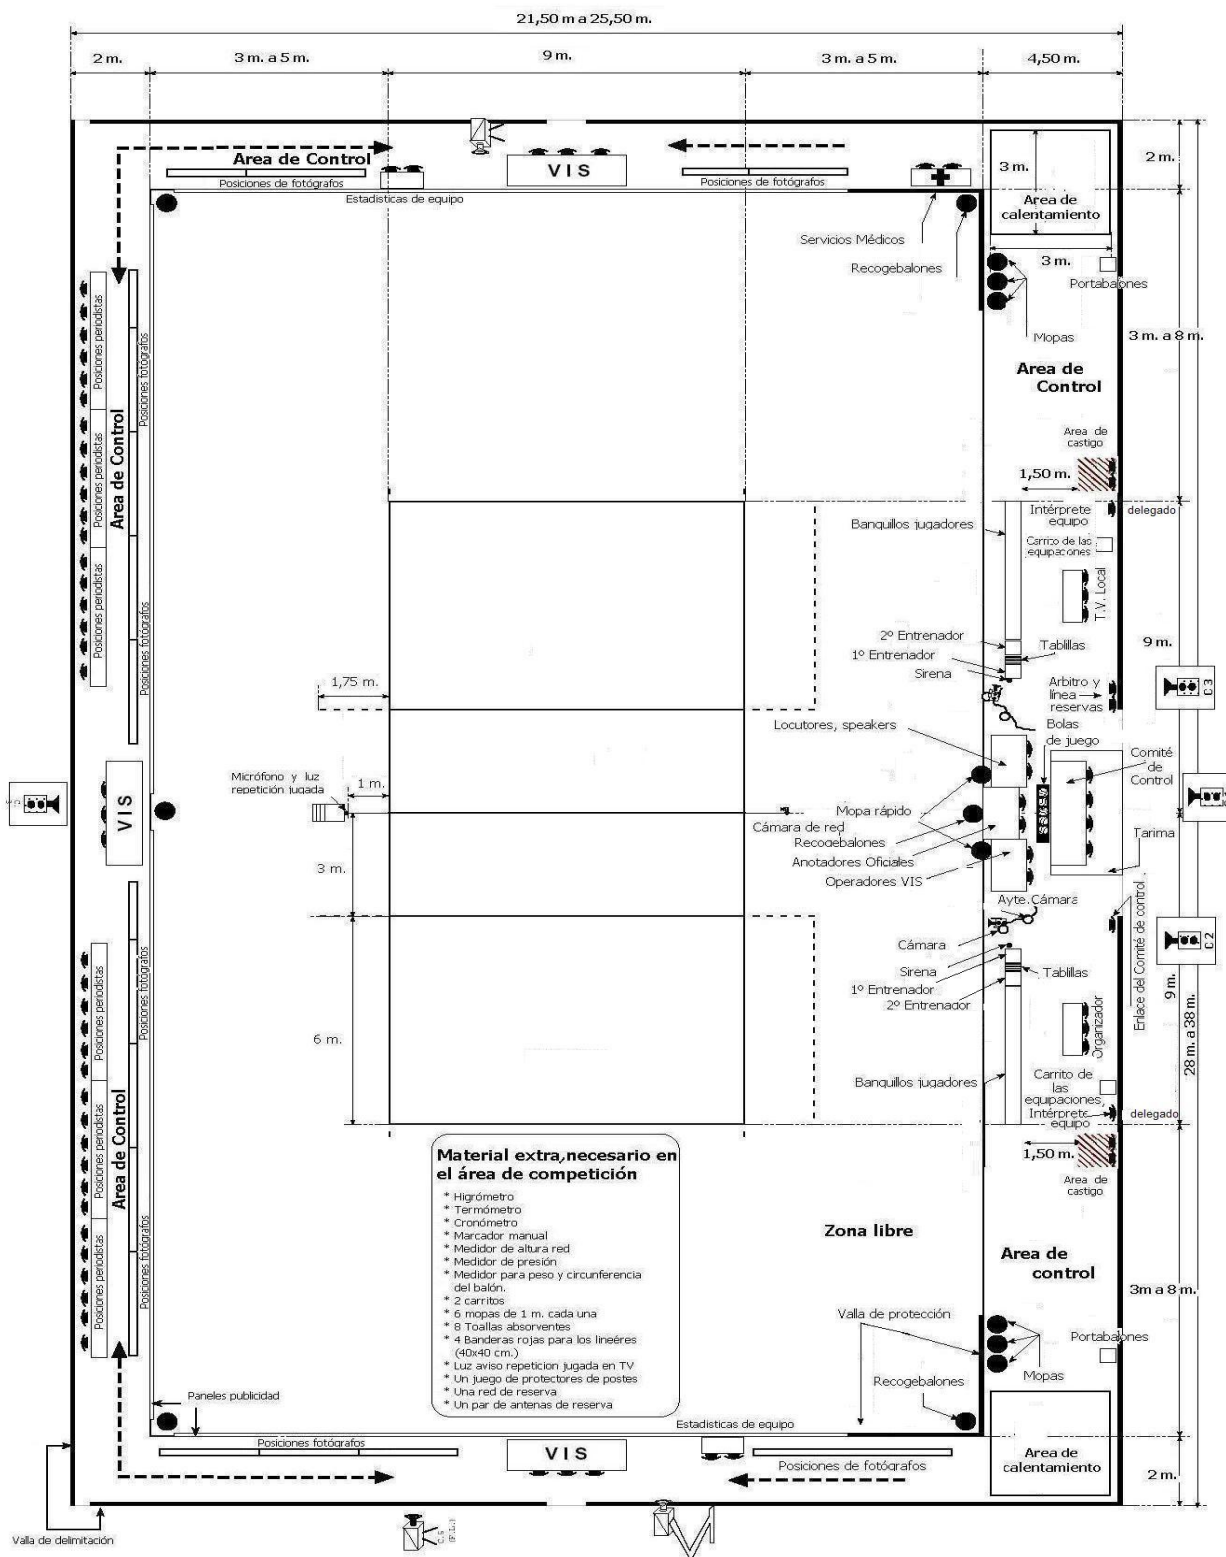 21,50 m a 25,50 m.
2 m.
3 m. a 5 m.
9 m.
3 m. a 5 m.
4,50 m.
Area de Control
VIS
Posiciones de fotógrafos
Posiciones de fotógrafos
Estadisticas de equipo
Servicios Médicos
Recogebalones
3 m.
Area de
calentamiento
3 m.
2 m.
Portabalones
Mopas
3 m. a 8 m.
Area de
Control
Area de
castigo
1,50 m.
Posiciones periodistas
Posiciones periodistas
Posiciones periodistas
Area de Control
Posiciones fotógrafos
Posiciones fotógrafos
Banquillos jugadores
Intérprete
equipo
delegado
Carrito de las
equipaciones
T.V. Local
2º Entrenador
1º Entrenador
Sirena
Tablillas
9 m.
Arbitro y
línea
reservas
C 3
1,75 m.
Locutores, speakers
Bolas
de juego
Comité
de
Control
Micrófono y luz
repetición jugada
1 m.
VIS
Mopa rápido
Cámara de red
Recogebalones
Anotadores Oficiales
Operadores VIS
Tarima
3 m.
Ayte.Cámara
Cámara
Sirena
1º Entrenador
2º Entrenador
Tablillas
Enlace del Comité de control
C 2
9 m.
28 m. a 38 m.
Organizador
6 m.
Banquillos jugadores
Carrito de
las
equipaciones,
Intérprete
equipo
delegado
1,50 m.
Area de
castigo
Posiciones periodistas
Posiciones periodistas
Posiciones periodistas
Area de Control
Posiciones fotógrafos
Posiciones fotógrafos
Material extra,necesario en
el área de competición
* Higrómetro
* Termómetro
* Cronómetro
* Marcador manual
* Medidor de altura red
* Medidor de presión
* Medidor para peso y circunferencia
del balón.
* 2 carritos
* 6 mopas de 1 m. cada una
* 8 Toallas absorventes
* 4 Banderas rojas para los lineéres
(40x40 cm.)
* Luz aviso repeticion jugada en TV
* Un juego de protectores de postes
* Una red de reserva
* Un par de antenas de reserva
Zona libre
Area de
control
3m a 8 m.
Valla de protección
Portabalones
Mopas
Recogebalones
Paneles publicidad
Estadisticas de equipo
Posiciones fotógrafos
VIS
Posiciones de fotógrafos
Area de
calentamiento
2 m.
Valla de delimitación
C.6